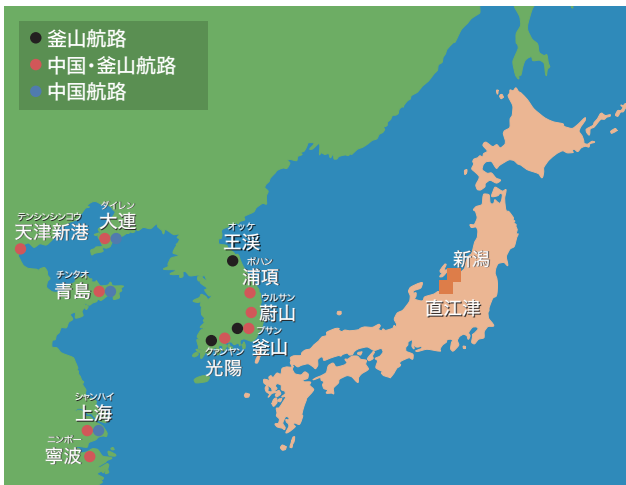 釜山航路
中国・釜山航路
中国航路
テンシンシンコウ
天津新港
ダイレン
大連
チンタオ
青島
オッケ
王渓
ポハン
浦項
ウルサン
蔚山
プサン
釜山
クァンヤン
光陽
新潟
直江津
シャンハイ
上海
ニンポー
寧波